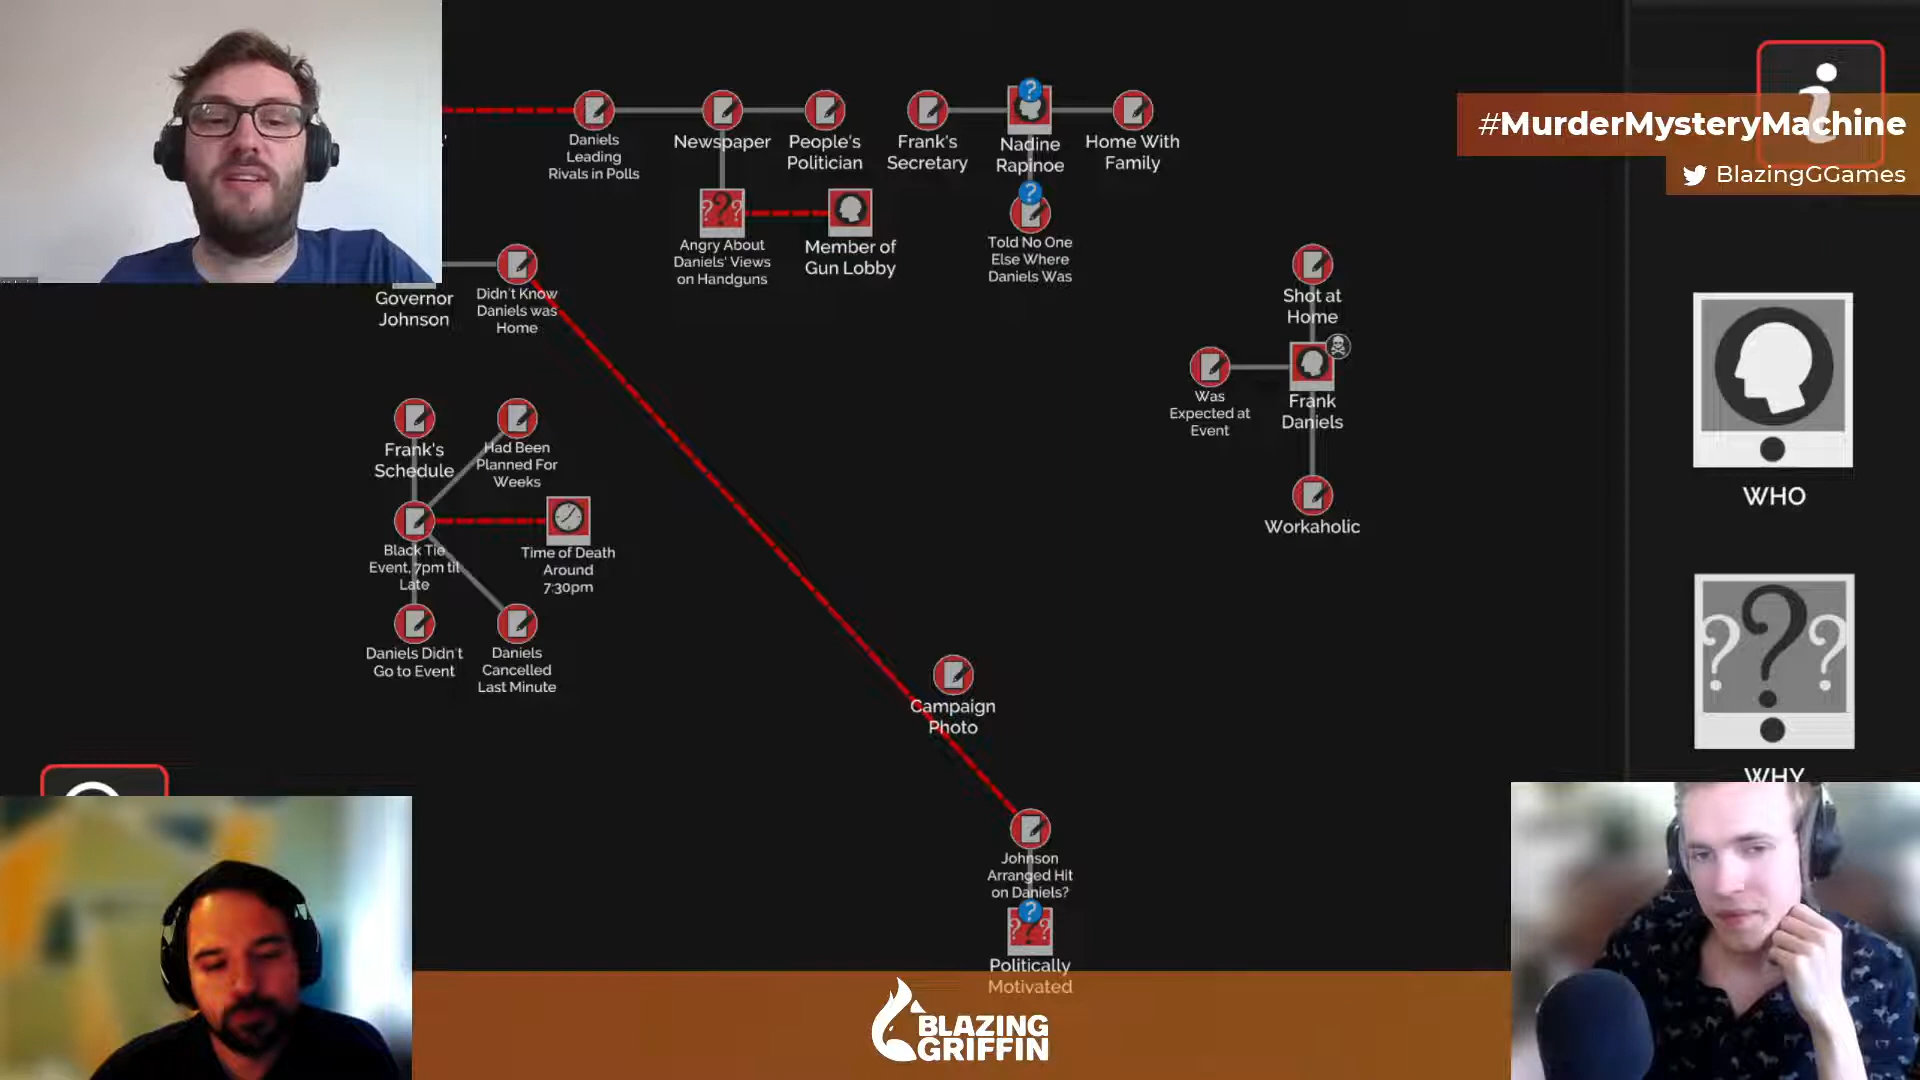 #MurderMysteryMachine
BlazingGGames
Daniels
Leading
Rivals in Polls
Newspaper
People's
Politician
Frank's
Secretary
?
Nadine
Rapinoe
Home With
Family
???
Angry About
Daniels' Views
on Handguns
Member of
Gun Lobby
?
Told No One
Else Where
Daniels Was
Governor
Johnson
Didn't Know
Daniels was
Home
Shot at
Home
Was
Expected at
Event
Frank
Daniels
Workaholic
Frank's
Schedule
Had Been
Planned For
Weeks
Black Tie
Event, 7pm til
Late
Time of Death
Around
7:30pm
Daniels Didn't
Go to Event
Daniels
Cancelled
Last Minute
Campaign
Photo
Johnson
Arranged Hit
on Daniels?
?
Politically
Motivated
i
WHO
???
WHY
BLAZING
GRIFFIN